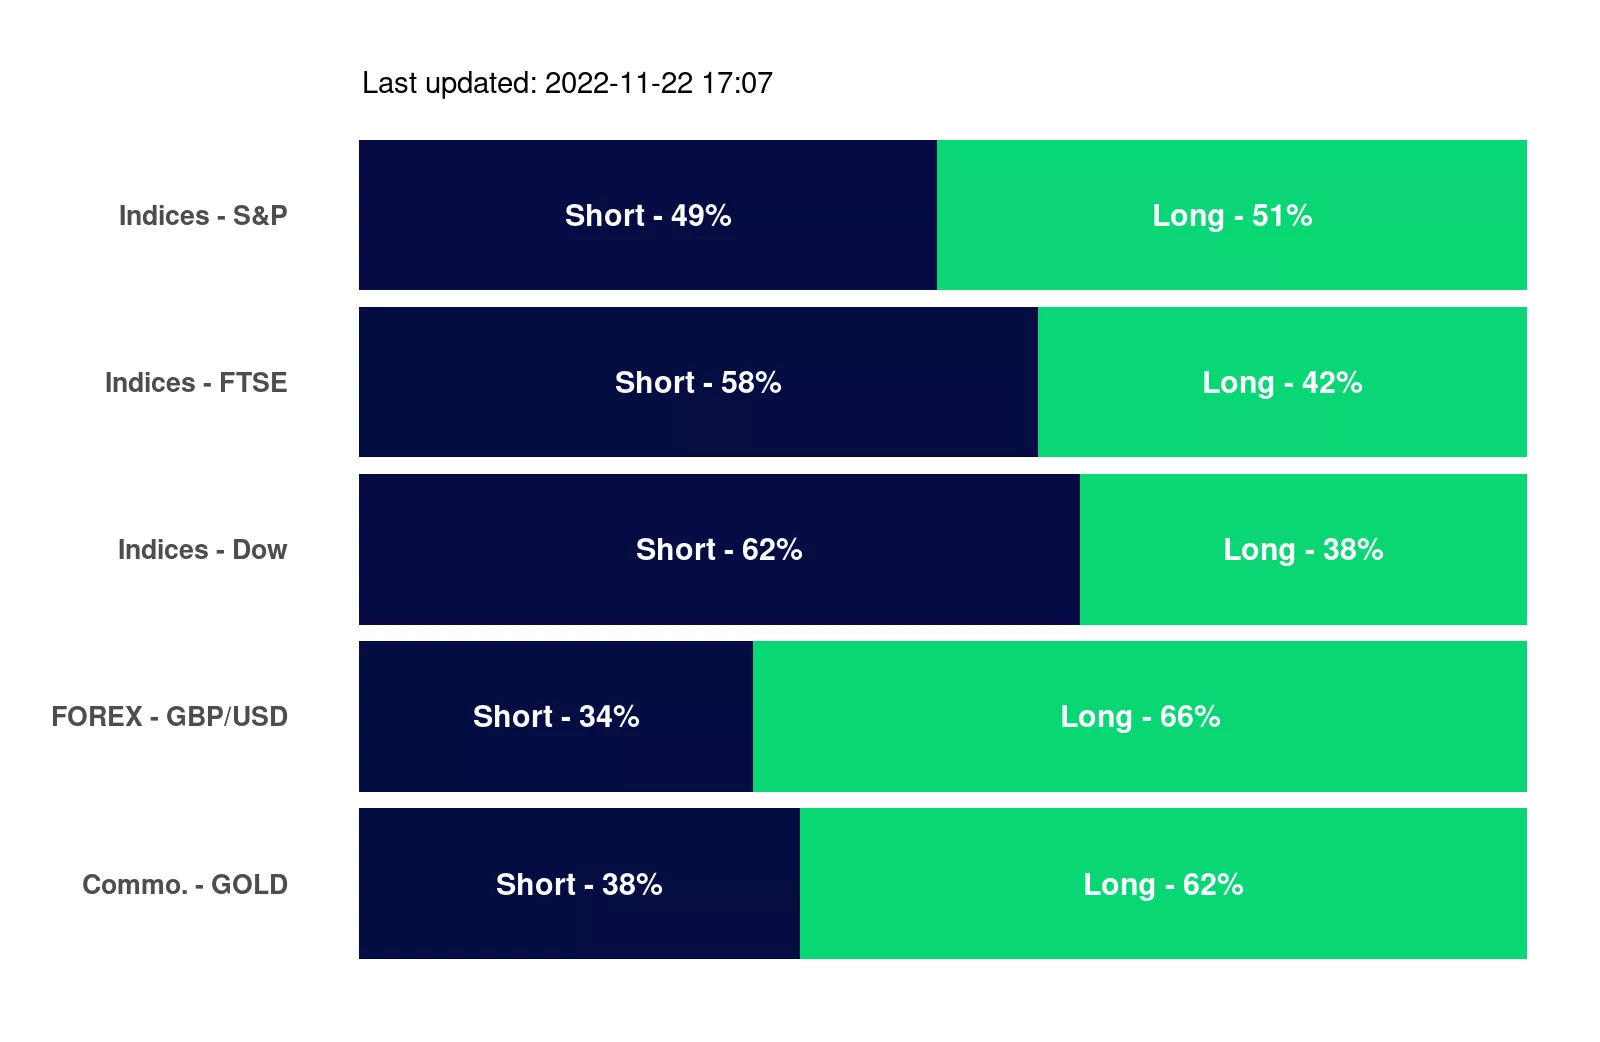 Last updated: 2022-11-22 17:07
Indices - S&P Short - 49% Long - 51%
Indices - FTSE Short - 58% Long - 42%
Indices - Dow Short - 62% Long - 38%
FOREX - GBP/USD Short - 34% Long - 66%
Commo. - GOLD Short - 38% Long - 62%